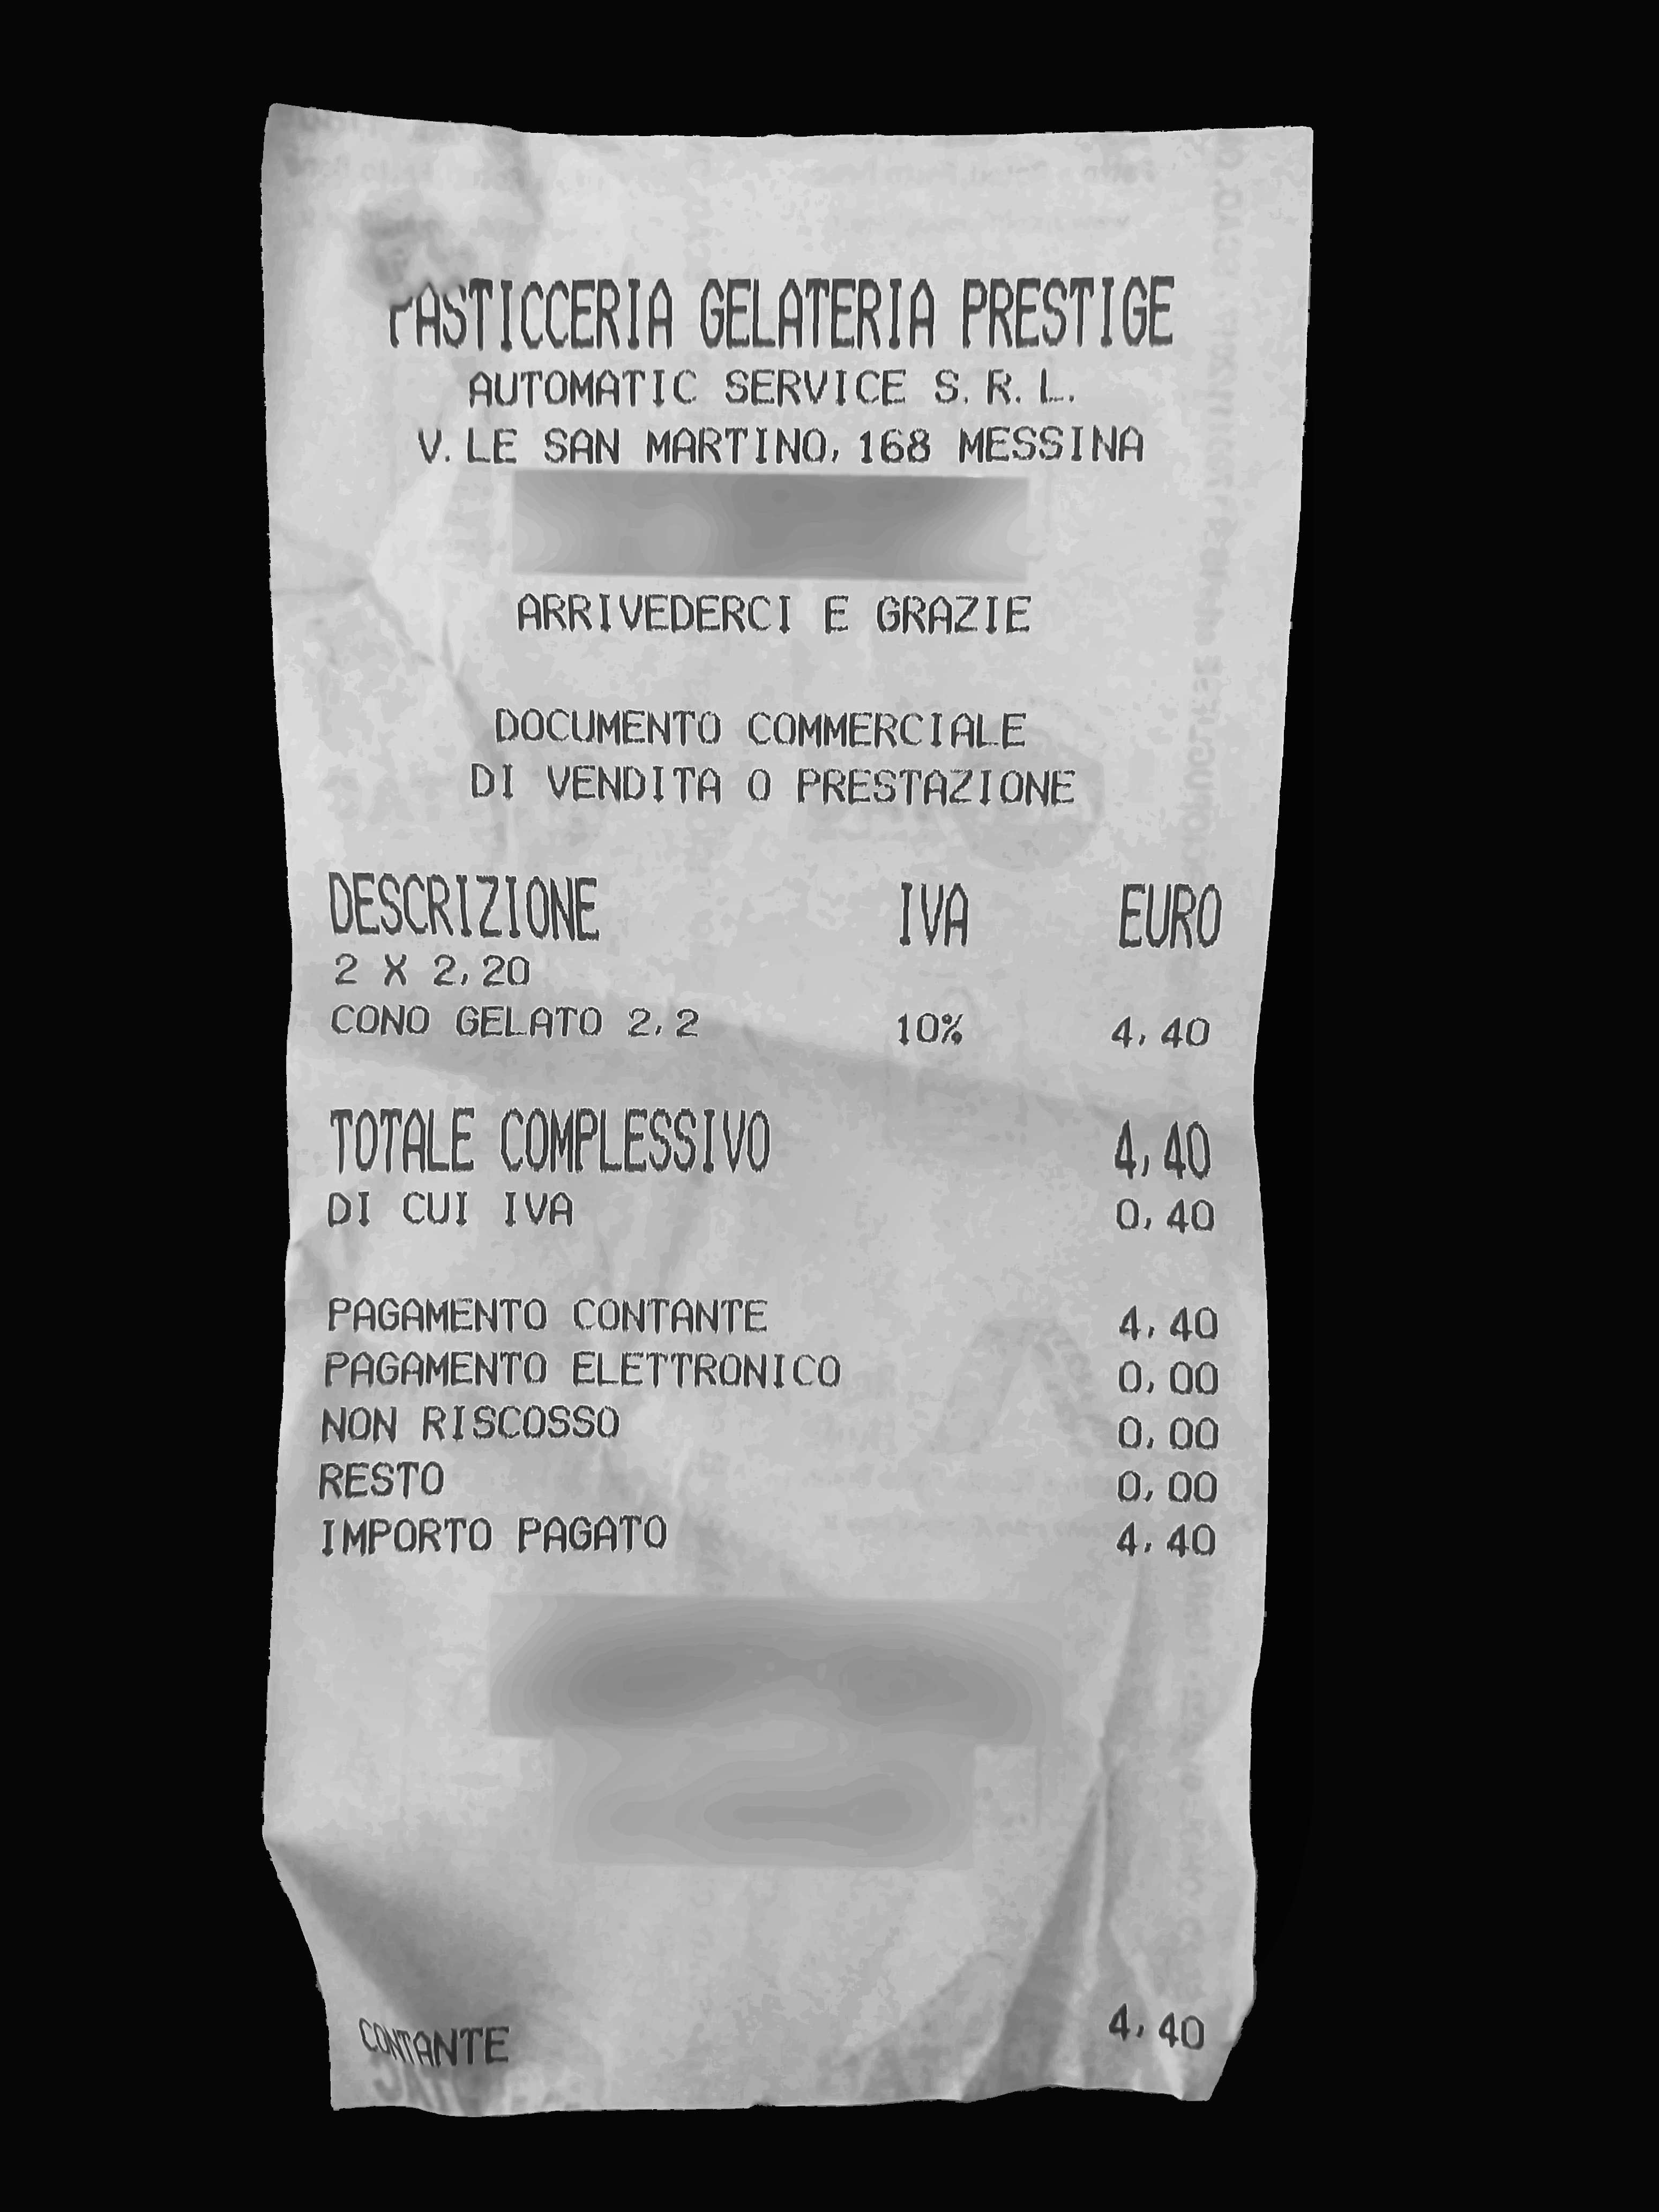 PASTICCERIA GELATERIA PRESTIGE
AUTOMATIC SERVICE S.R.L.
V.LE SAN MARTINO,168 MESSINA
ARRIVEDERCI E GRAZIE
DOCUMENTO COMMERCIALE
DI VENDITA O PRESTAZIONE
DESCRIZIONE IVA EURO
2 X 2,20
CONO GELATO 2,2 10% 4,40
TOTALE COMPLESSIVO 4,40
DI CUI IVA 0,40
PAGAMENTO CONTANTE 4,40
PAGAMENTO ELETTRONICO 0,00
NON RISCOSSO 0,00
RESTO 0,00
IMPORTO PAGATO 4,40
CONTANTE 4,40